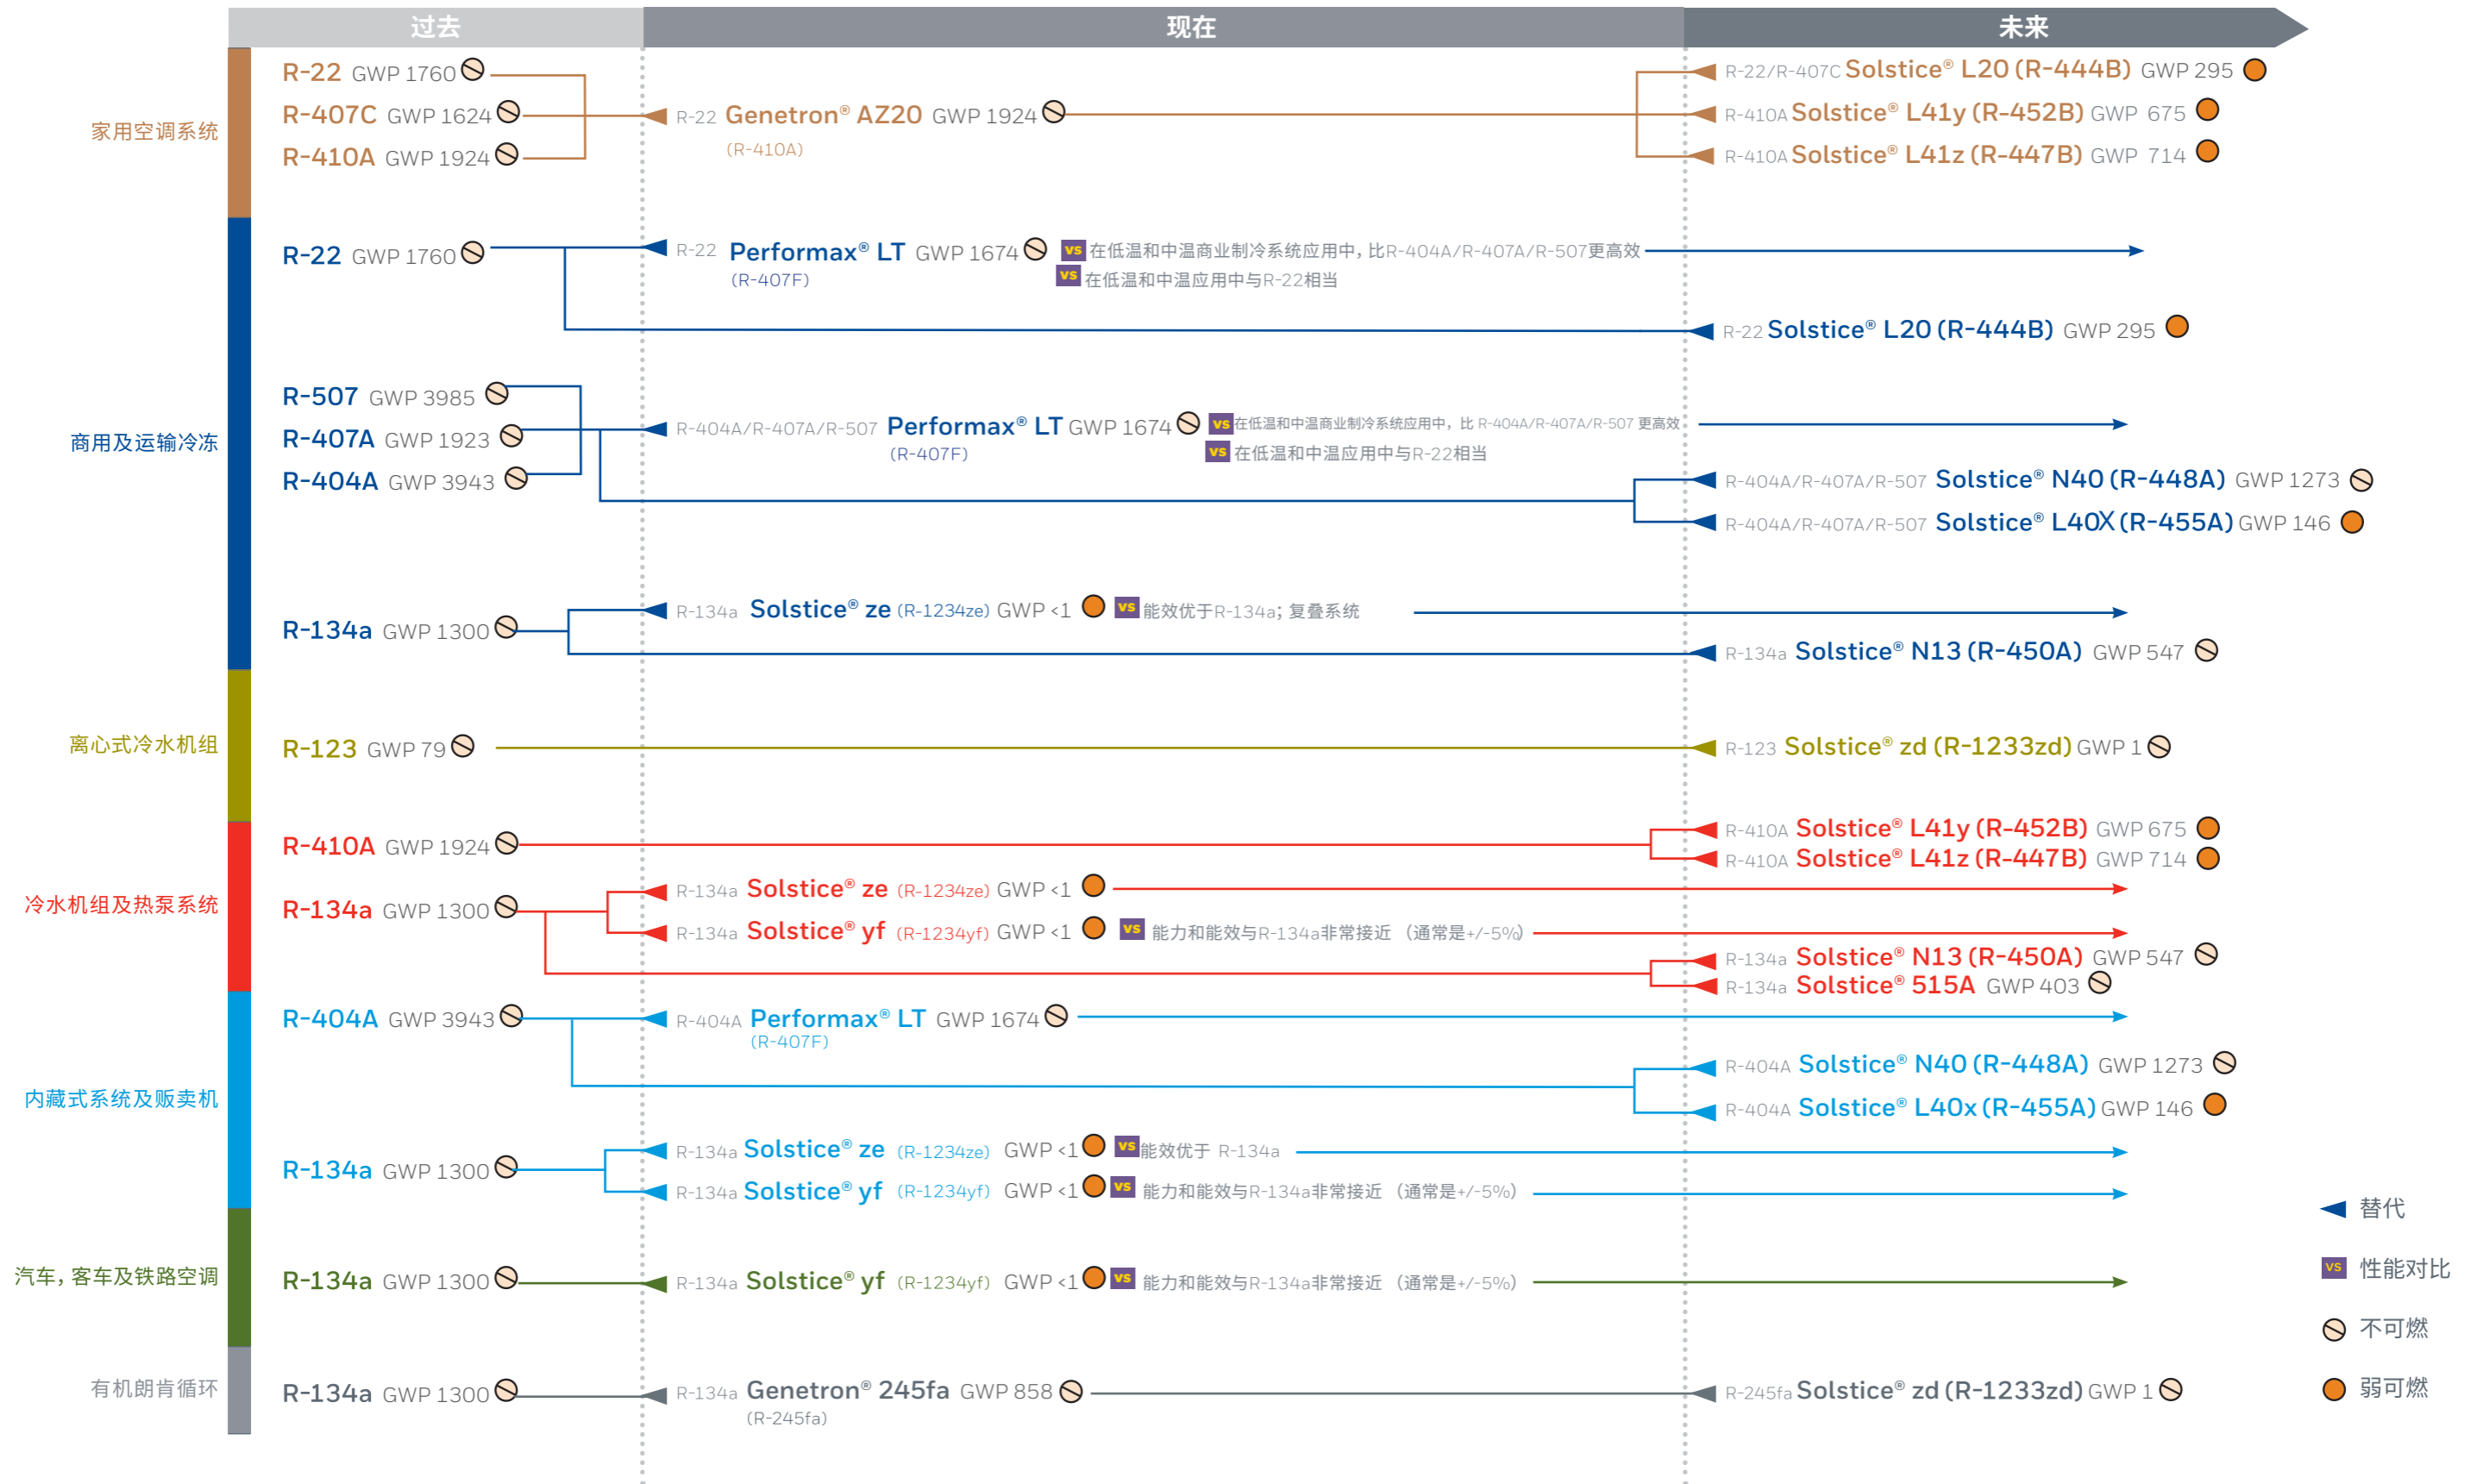 过去 现在 未来
家用空调系统
R-22 GWP 1760
R-407C GWP 1624
R-410A GWP 1924
R-22 Genetron® AZ20 GWP 1924
(R-410A)
R-22/R-407C Solstice® L20 (R-444B) GWP 295
R-410A Solstice® L41y (R-452B) GWP 675
R-410A Solstice® L41z (R-447B) GWP 714
商用及运输冷冻
R-22 GWP 1760
R-22 Performax® LT GWP 1674 vs 在低温和中温商业制冷系统应用中，比R-404A/R-407A/R-507更高效
(R-407F) vs 在低温和中温应用中与R-22相当
R-22 Solstice® L20 (R-444B) GWP 295
R-507 GWP 3985
R-407A GWP 1923
R-404A GWP 3943
R-404A/R-407A/R-507 Performax® LT GWP 1674 vs 在低温和中温商业制冷系统应用中，比 R-404A/R-407A/R-507 更高效
(R-407F) vs 在低温和中温应用中与R-22相当
R-404A/R-407A/R-507 Solstice® N40 (R-448A) GWP 1273
R-404A/R-407A/R-507 Solstice® L40X (R-455A) GWP 146
R-134a GWP 1300
R-134a Solstice® ze (R-1234ze) GWP <1 vs 能效优于R-134a；复叠系统
R-134a Solstice® N13 (R-450A) GWP 547
离心式冷水机组
R-123 GWP 79
R-123 Solstice® zd (R-1233zd) GWP 1
冷水机组及热泵系统
R-410A GWP 1924
R-410A Solstice® L41y (R-452B) GWP 675
R-410A Solstice® L41z (R-447B) GWP 714
R-134a GWP 1300
R-134a Solstice® ze (R-1234ze) GWP <1
R-134a Solstice® yf (R-1234yf) GWP <1 vs 能力和能效与R-134a非常接近 （通常是+/-5%）
R-134a Solstice® N13 (R-450A) GWP 547
R-134a Solstice® 515A GWP 403
内藏式系统及贩卖机
R-404A GWP 3943
R-404A Performax® LT GWP 1674
(R-407F)
R-404A Solstice® N40 (R-448A) GWP 1273
R-404A Solstice® L40x (R-455A) GWP 146
R-134a GWP 1300
R-134a Solstice® ze (R-1234ze) GWP <1 vs 能效优于 R-134a
R-134a Solstice® yf (R-1234yf) GWP <1 vs 能力和能效与R-134a非常接近 （通常是+/-5%）
汽车，客车及铁路空调
R-134a GWP 1300
R-134a Solstice® yf (R-1234yf) GWP <1 vs 能力和能效与R-134a非常接近 （通常是+/-5%）
有机朗肯循环
R-134a GWP 1300
R-134a Genetron® 245fa GWP 858
(R-245fa)
R-245fa Solstice® zd (R-1233zd) GWP 1
替代
vs 性能对比
不可燃
弱可燃